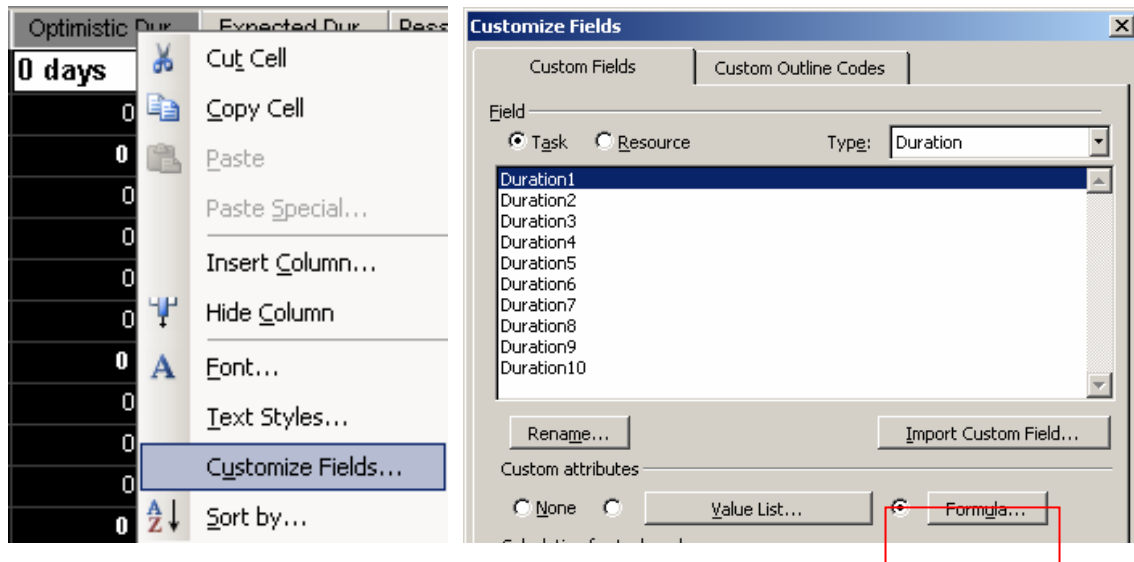 Optimistic Dur Expected Dur
0 days
0
0
0
0
0
0
0
0
0
0
0
Cut Cell
Copy Cell
Paste
Paste Special...
Insert Column...
Hide Column
Font...
Text Styles...
Customize Fields...
Sort by...
Customize Fields
Custom Fields Custom Outline Codes
Field
Task Resource Type: Duration
Duration1
Duration2
Duration3
Duration4
Duration5
Duration6
Duration7
Duration8
Duration9
Duration10
Rename... Import Custom Field...
Custom attributes
None Value List... Formula...